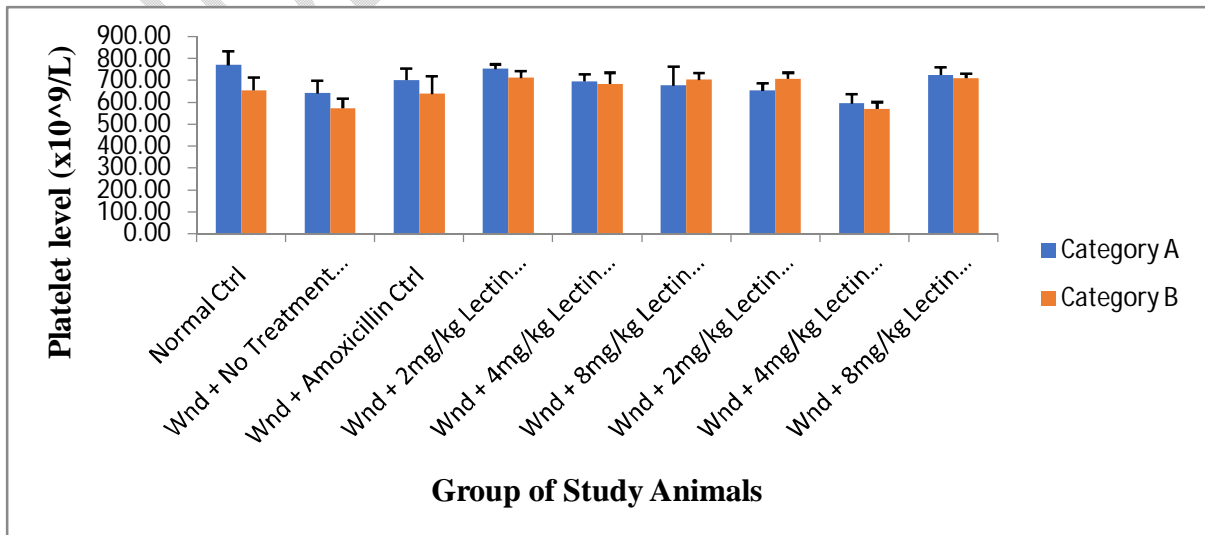 Platelet level (x10^9/L)
900.00
800.00
700.00
600.00
500.00
400.00
300.00
200.00
100.00
0.00
Normal Ctrl
Wnd + No Treatment...
Wnd + Amoxicillin Ctrl
Wnd + 2mg/kg Lectin...
Wnd + 4mg/kg Lectin...
Wnd + 8mg/kg Lectin...
Wnd + 2mg/kg Lectin...
Wnd + 4mg/kg Lectin...
Wnd + 8mg/kg Lectin...
Group of Study Animals
Category A
Category B